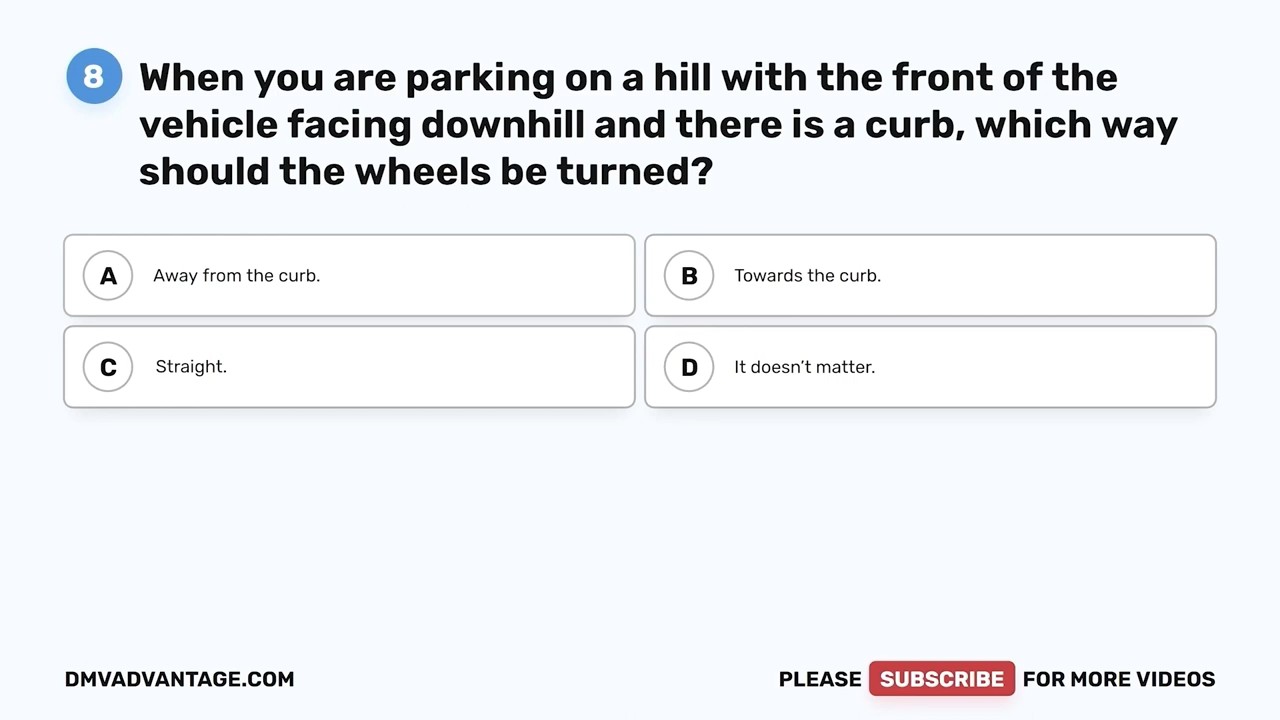 8
When you are parking on a hill with the front of the
vehicle facing downhill and there is a curb, which way
should the wheels be turned?
A Away from the curb.
B Towards the curb.
C Straight.
D It doesn’t matter.
DMVADVANTAGE.COM
PLEASE SUBSCRIBE FOR MORE VIDEOS